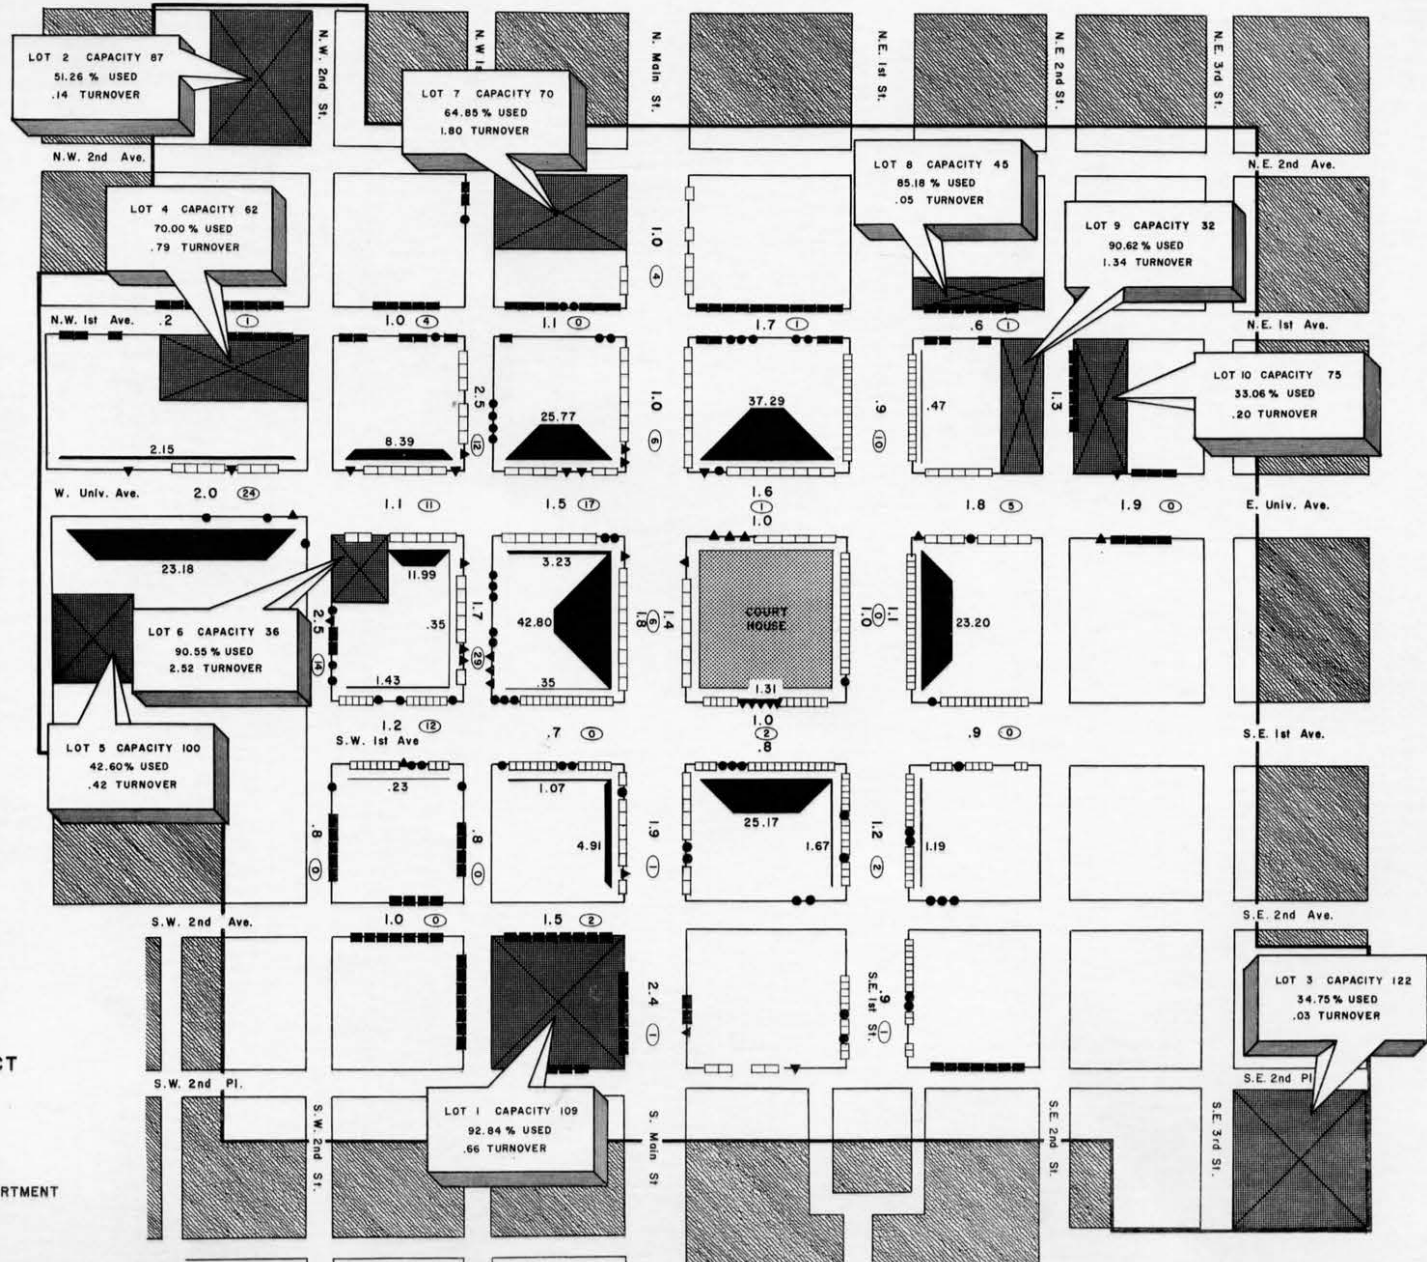 N.W. 2nd St.
N.W 1s
N. Main St.
N.E. 1st St.
N.E 2nd St.
N.E. 3rd St.
LOT 2 CAPACITY 87
51.26 % USED
.14 TURNOVER
LOT 7 CAPACITY 70
64.85 % USED
1.80 TURNOVER
LOT 8 CAPACITY 45
85.18 % USED
.05 TURNOVER
N.W. 2nd Ave.
N.E. 2nd Ave.
LOT 4 CAPACITY 62
70.00 % USED
.79 TURNOVER
LOT 9 CAPACITY 32
90.62 % USED
1.34 TURNOVER
1.0 4
N.W. 1st Ave. .2 1
1.0 4
1.1 0
1.7 1
.6 1
N.E. 1st Ave.
LOT 10 CAPACITY 75
33.06 % USED
.20 TURNOVER
2.5 12
1.0 6
.9 10
1.3
2.15
8.39
25.77
37.29
.47
W. Univ. Ave. 2.0 24
1.1 11
1.5 17
1.6
1
1.0
1.8 5
1.9 0
E. Univ. Ave.
23.18
11.99
3.23
42.80
COURT
HOUSE
23.20
.35
1.43
.35
1.31
2.5 14
1.7 29
1.8 6 1.4
1.0 0 1.1
LOT 6 CAPACITY 36
90.55 % USED
2.52 TURNOVER
1.2 12
S.W. 1st Ave
.7 0
1.0
2
.8
.9 0
S.E. 1st Ave.
LOT 5 CAPACITY 100
42.60 % USED
.42 TURNOVER
.23
1.07
4.91
25.17
1.67
1.19
.8 0
.8 0
1.9 1
1.2 2
S.W. 2nd Ave.
1.0 0
1.5 2
S.E. 2nd Ave.
2.4 1
S.E. 1st St.
.9 1
LOT 3 CAPACITY 122
34.75 % USED
.03 TURNOVER
CT
S.W. 2nd Pl.
S.E. 2nd Pl
LOT 1 CAPACITY 109
92.84 % USED
.66 TURNOVER
S.W. 2nd St.
S. Main St
S.E. 2nd St.
S.E. 3rd St.
RTMENT